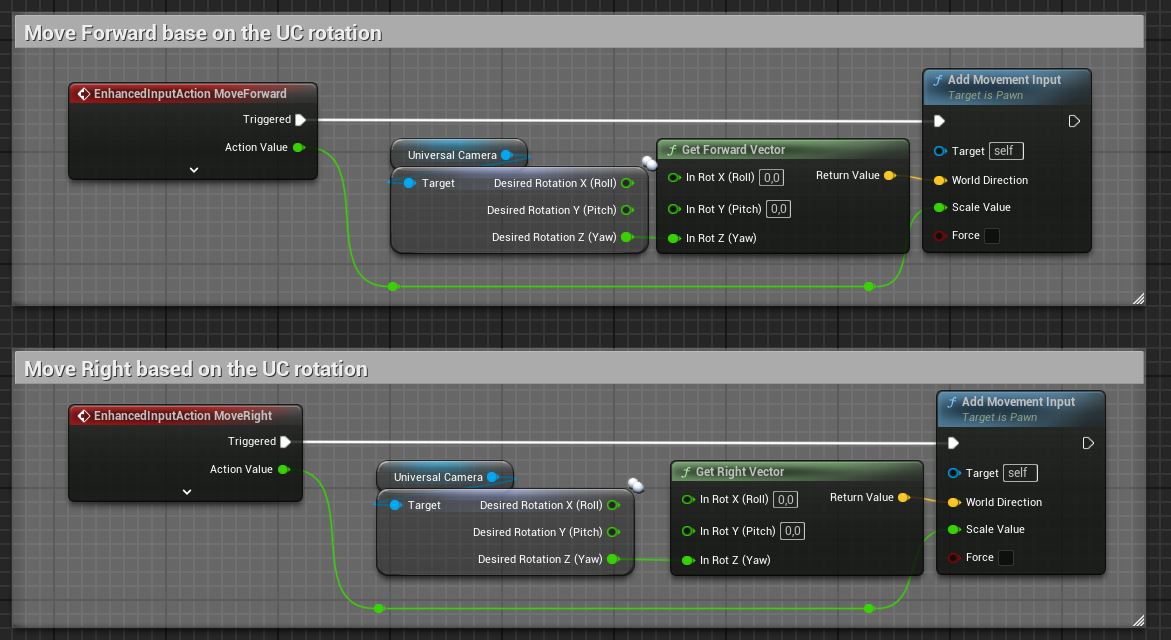 Move Forward base on the UC rotation
EnhancedInputAction MoveForward
Triggered
Action Value
Universal Camera
Target
Desired Rotation X (Roll)
Desired Rotation Y (Pitch)
Desired Rotation Z (Yaw)
f Get Forward Vector
In Rot X (Roll) 0,0
Return Value
In Rot Y (Pitch) 0,0
In Rot Z (Yaw)
f Add Movement Input
Target is Pawn
Target self
World Direction
Scale Value
Force
Move Right based on the UC rotation
EnhancedInputAction MoveRight
Triggered
Action Value
Universal Camera
Target
Desired Rotation X (Roll)
Desired Rotation Y (Pitch)
Desired Rotation Z (Yaw)
f Get Right Vector
In Rot X (Roll) 0,0
Return Value
In Rot Y (Pitch) 0,0
In Rot Z (Yaw)
f Add Movement Input
Target is Pawn
Target self
World Direction
Scale Value
Force